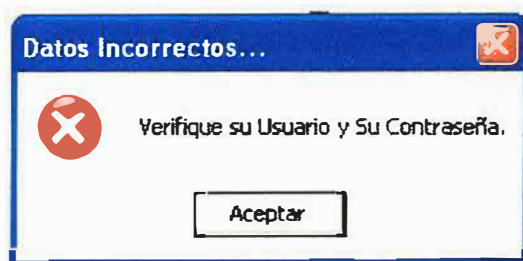 Datos Incorrectos...
Verifique su Usuario y Su Contraseña.
Aceptar